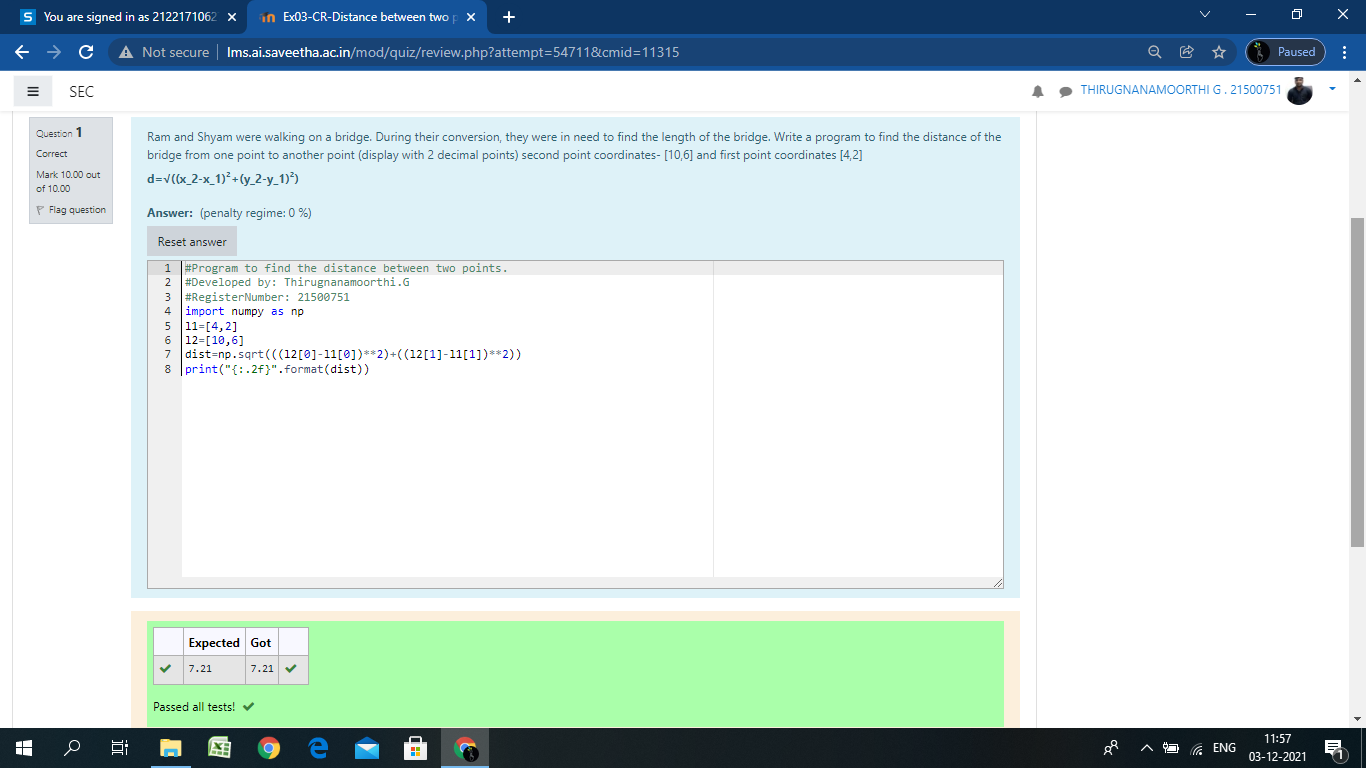 You are signed in as 2122171062
Ex03-CR-Distance between two p
Not secure
lms.ai.saveetha.ac.in/mod/quiz/review.php?attempt=54711&cmid=11315
Paused
SEC
THIRUGNANAMOORTHI G . 21500751
Question 1
Correct
Mark 10.00 out
of 10.00
Flag question
Ram and Shyam were walking on a bridge. During their conversion, they were in need to find the length of the bridge. Write a program to find the distance of the
bridge from one point to another point (display with 2 decimal points) second point coordinates- [10,6] and first point coordinates [4,2]
d=√((x_2-x_1)²+(y_2-y_1)²)
Answer: (penalty regime: 0 %)
Reset answer
1 #Program to find the distance between two points.
2 #Developed by: Thirugnanamoorthi.G
3 #RegisterNumber: 21500751
4 import numpy as np
5 l1=[4,2]
6 l2=[10,6]
7 dist=np.sqrt(((l2[0]-l1[0])**2)+((l2[1]-l1[1])**2))
8 print("{:.2f}".format(dist))
Expected Got
7.21 7.21
Passed all tests!
ENG
11:57
03-12-2021
1